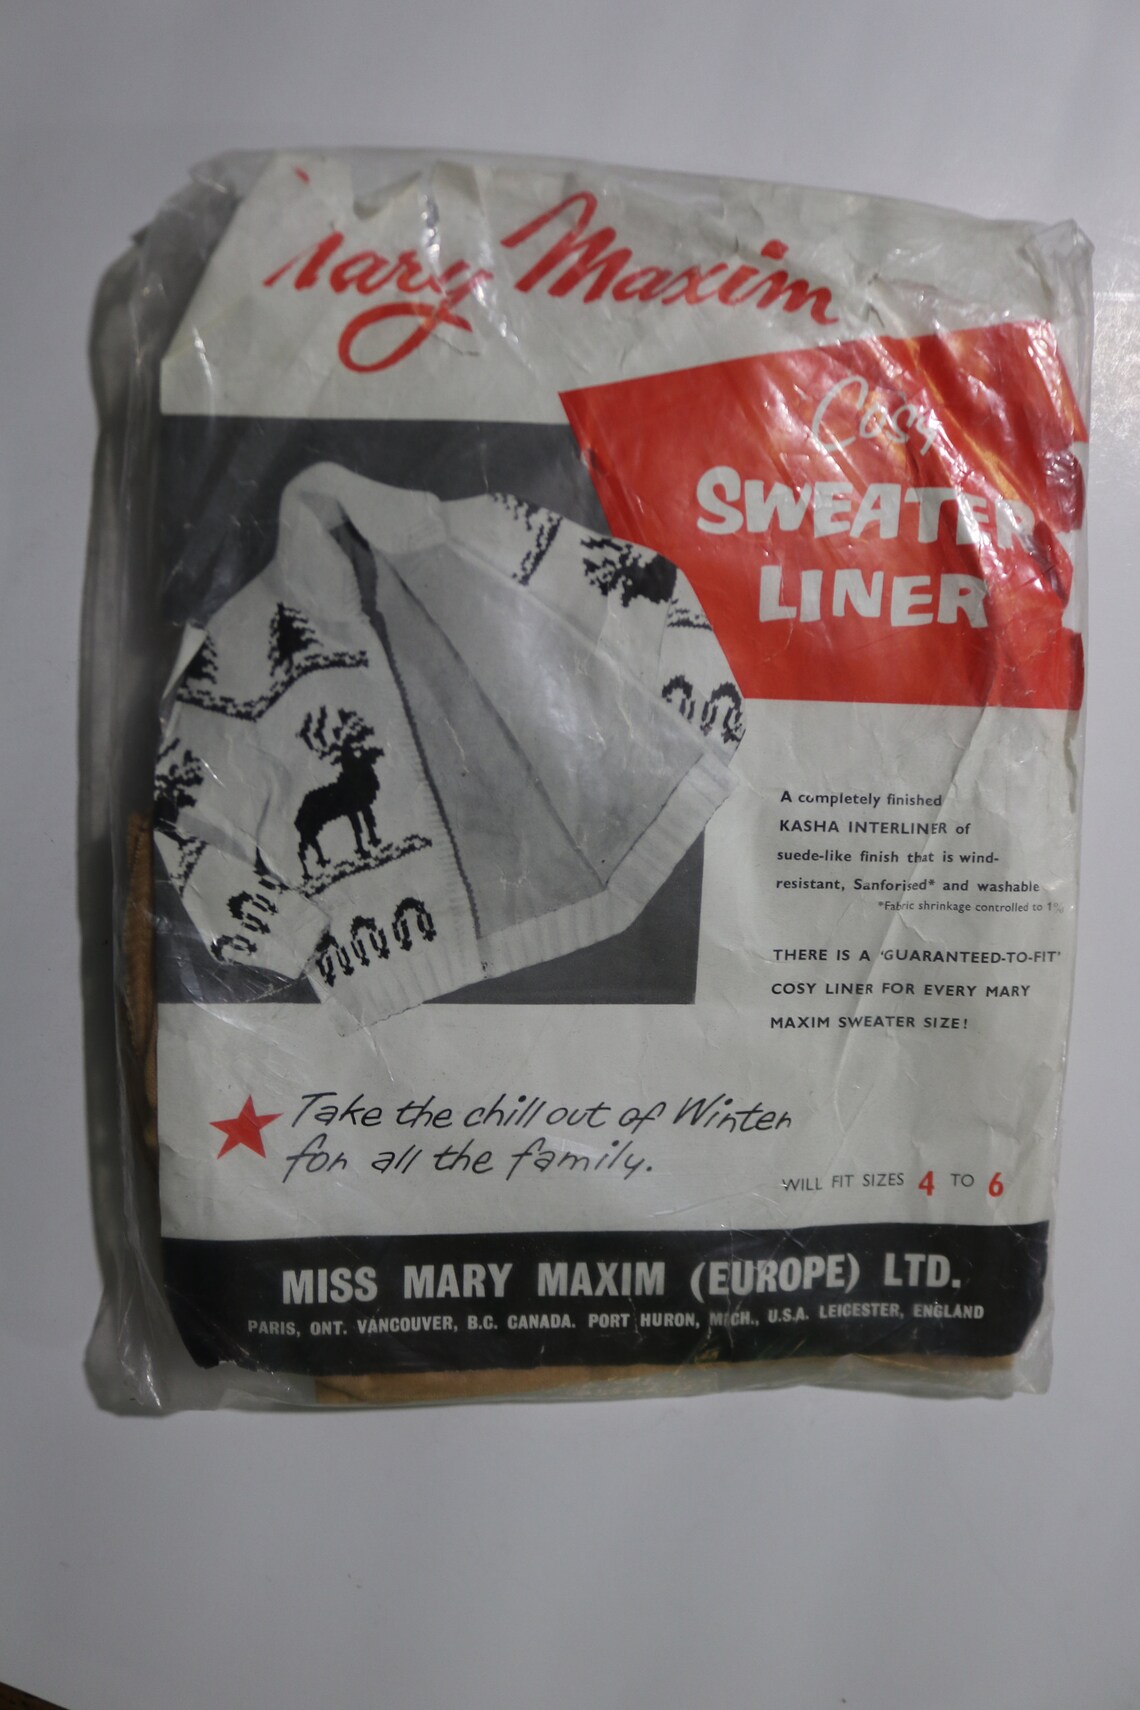 Mary Maxim
Cosy
SWEATER
LINER
A completely finished
KASHA INTERLINER of
suede-like finish that is wind-
resistant, Sanforised* and washable
*Fabric shrinkage controlled to 1%
THERE IS A 'GUARANTEED-TO-FIT'
COSY LINER FOR EVERY MARY
MAXIM SWEATER SIZE!
Take the chill out of Winter
for all the family.
WILL FIT SIZES 4 TO 6
MISS MARY MAXIM (EUROPE) LTD.
PARIS, ONT. VANCOUVER, B.C. CANADA. PORT HURON, MICH., U.S.A. LEICESTER, ENGLAND